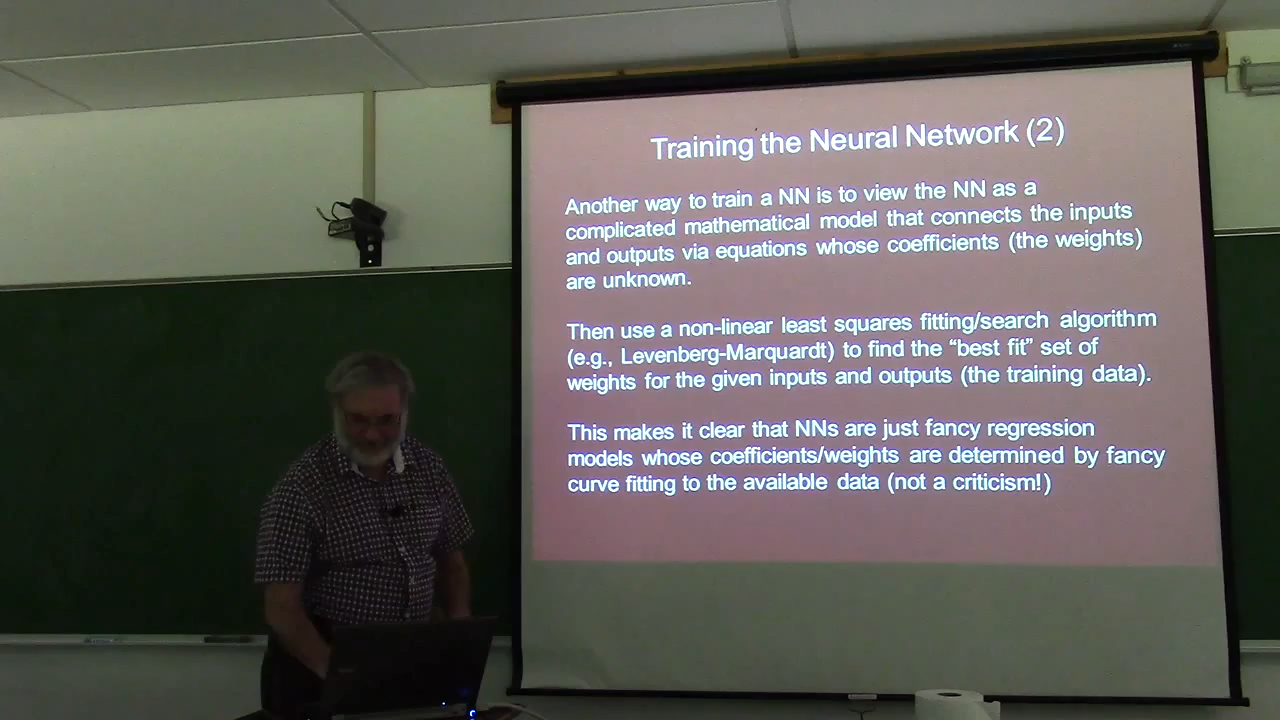 Training the Neural Network (2)
Another way to train a NN is to view the NN as a
complicated mathematical model that connects the inputs
and outputs via equations whose coefficients (the weights)
are unknown.
Then use a non-linear least squares fitting/search algorithm
(e.g., Levenberg-Marquardt) to find the “best fit” set of
weights for the given inputs and outputs (the training data).
This makes it clear that NNs are just fancy regression
models whose coefficients/weights are determined by fancy
curve fitting to the available data (not a criticism!)